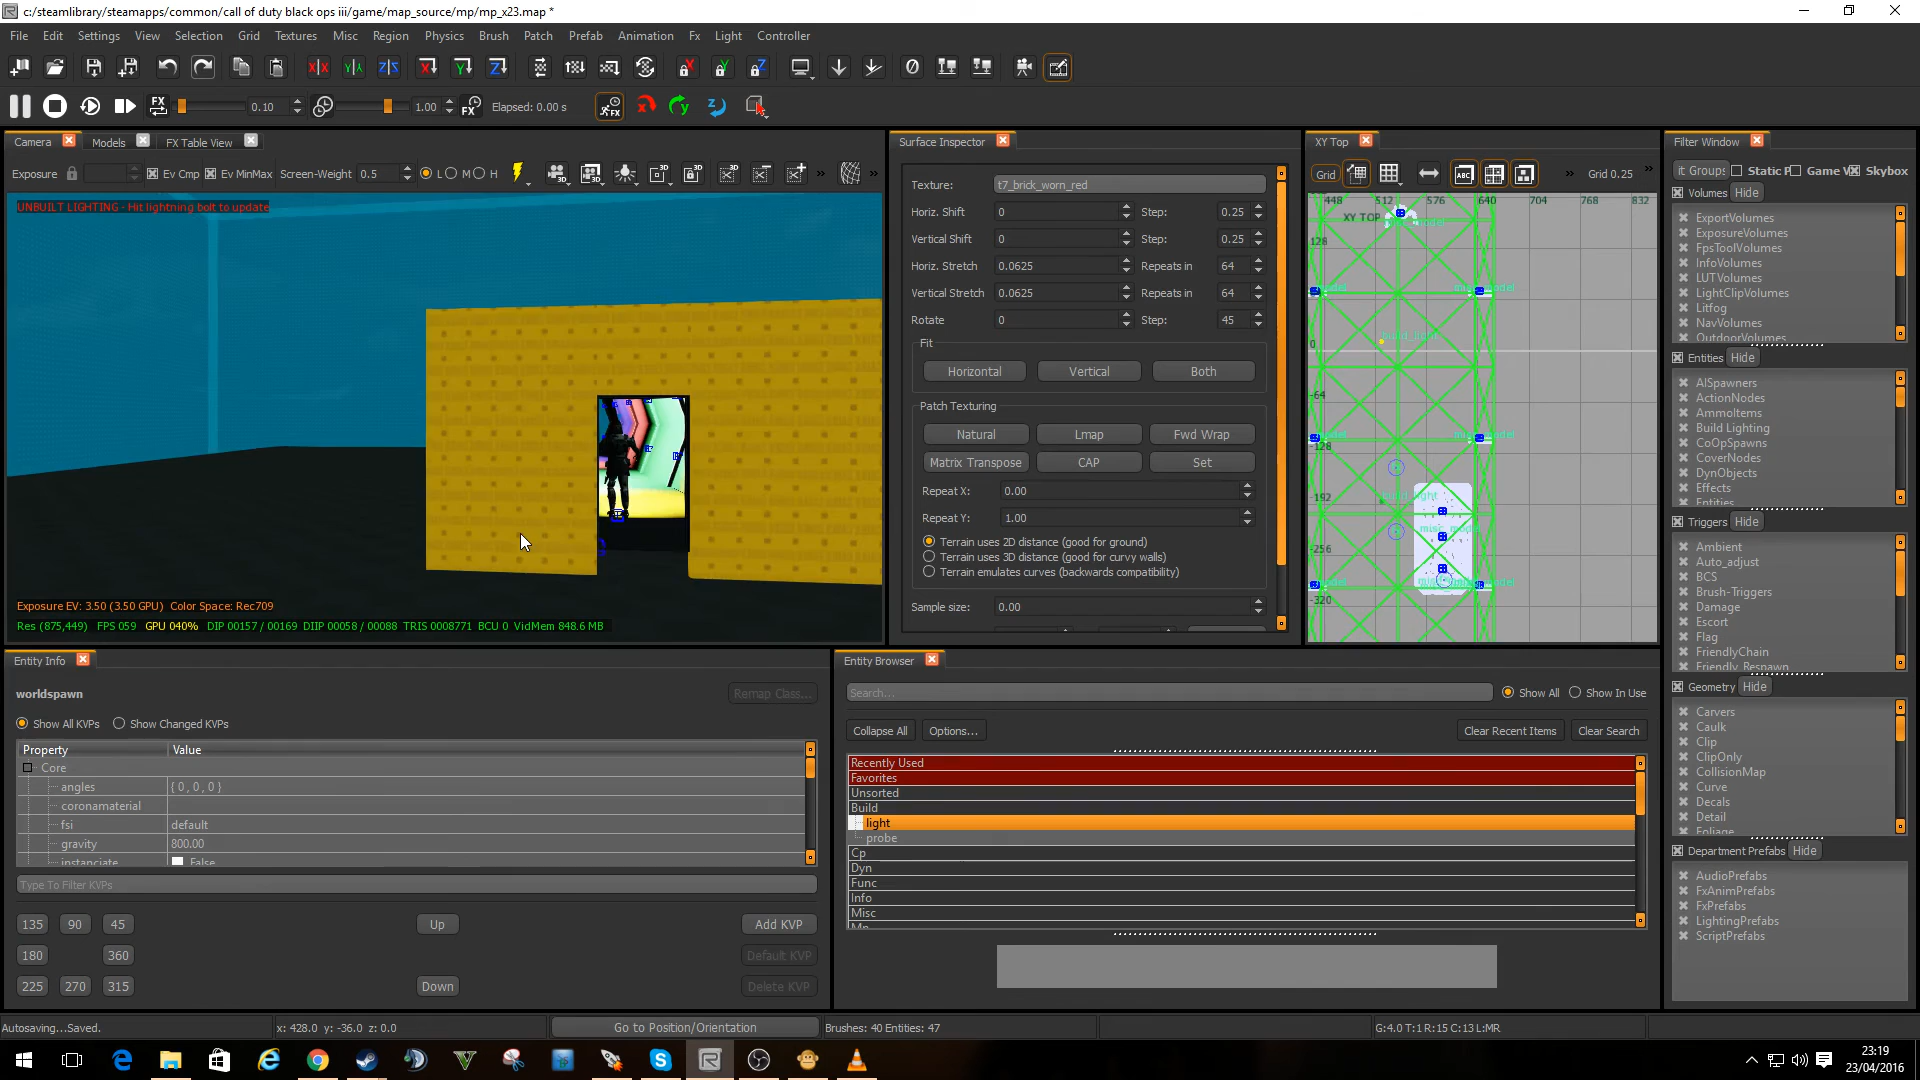 c:/steamlibrary/steamapps/common/call of duty black ops iii/game/map_source/mp/mp_x23.map *
File Edit Settings View Selection Grid Textures Misc Region Physics Brush Patch Prefab Animation Fx Light Controller
FX 0.10 1.00 FX Elapsed: 0.00 s
Camera Models FX Table View
Exposure Ev Cmp Ev MinMax Screen-Weight 0.5 L M H
UNBUILT LIGHTING - Hit lightning bolt to update
Exposure EV: 3.50 (3.50 GPU) Color Space: Rec709
Res (875,449) FPS 059 GPU 040% DIP 00157 / 00169 DIIP 00058 / 00088 TRIS 0008771 BCU 0 VidMem 848.6 MB
Surface Inspector
Texture: t7_brick_worn_red
Horiz. Shift 0 Step: 0.25
Vertical Shift 0 Step: 0.25
Horiz. Stretch 0.0625 Repeats in 64
Vertical Stretch 0.0625 Repeats in 64
Rotate 0 Step: 45
Fit
Horizontal Vertical Both
Patch Texturing
Natural Lmap Fwd Wrap
Matrix Transpose CAP Set
Repeat X: 0.00
Repeat Y: 1.00
Terrain uses 2D distance (good for ground)
Terrain uses 3D distance (good for curvy walls)
Terrain emulates curves (backwards compatibility)
Sample size: 0.00
XY Top
Grid ABC Grid 0.25
448 512 576 640 704 768 832
XY TOP
128
0
-64
-128
-192
-256
-320
Filter Window
it Groups Static P Game V Skybox
Volumes Hide
ExportVolumes
ExposureVolumes
FpsToolVolumes
InfoVolumes
LUTVolumes
LightClipVolumes
Litfog
NavVolumes
OutdoorVolumes
Entities Hide
AISpawners
ActionNodes
AmmoItems
Build Lighting
CoOpSpawns
CoverNodes
DynObjects
Effects
Entities
Triggers Hide
Ambient
Auto_adjust
BCS
Brush-Triggers
Damage
Escort
Flag
FriendlyChain
Friendly_Respawn
Geometry Hide
Carvers
Caulk
Clip
ClipOnly
CollisionMap
Curve
Decals
Detail
Foliage
Department Prefabs Hide
AudioPrefabs
FxAnimPrefabs
FxPrefabs
LightingPrefabs
ScriptPrefabs
Entity Info
worldspawn
Remap Class...
Show All KVPs Show Changed KVPs
Property Value
Core
angles { 0 , 0 , 0 }
coronamaterial
fsi default
gravity 800.00
instanciate False
Type To Filter KVPs
135 90 45 Up Add KVP
180 360 Default KVP
225 270 315 Down Delete KVP
Entity Browser
Search... Show All Show In Use
Collapse All Options... Clear Recent Items Clear Search
Recently Used
Favorites
Unsorted
Build
light
probe
Cp
Dyn
Func
Info
Misc
Mp
Autosaving...Saved. x: 428.0 y: -36.0 z: 0.0 Go to Position/Orientation Brushes: 40 Entities: 47 G:4.0 T:1 R:15 C:13 L:MR
23:19
23/04/2016